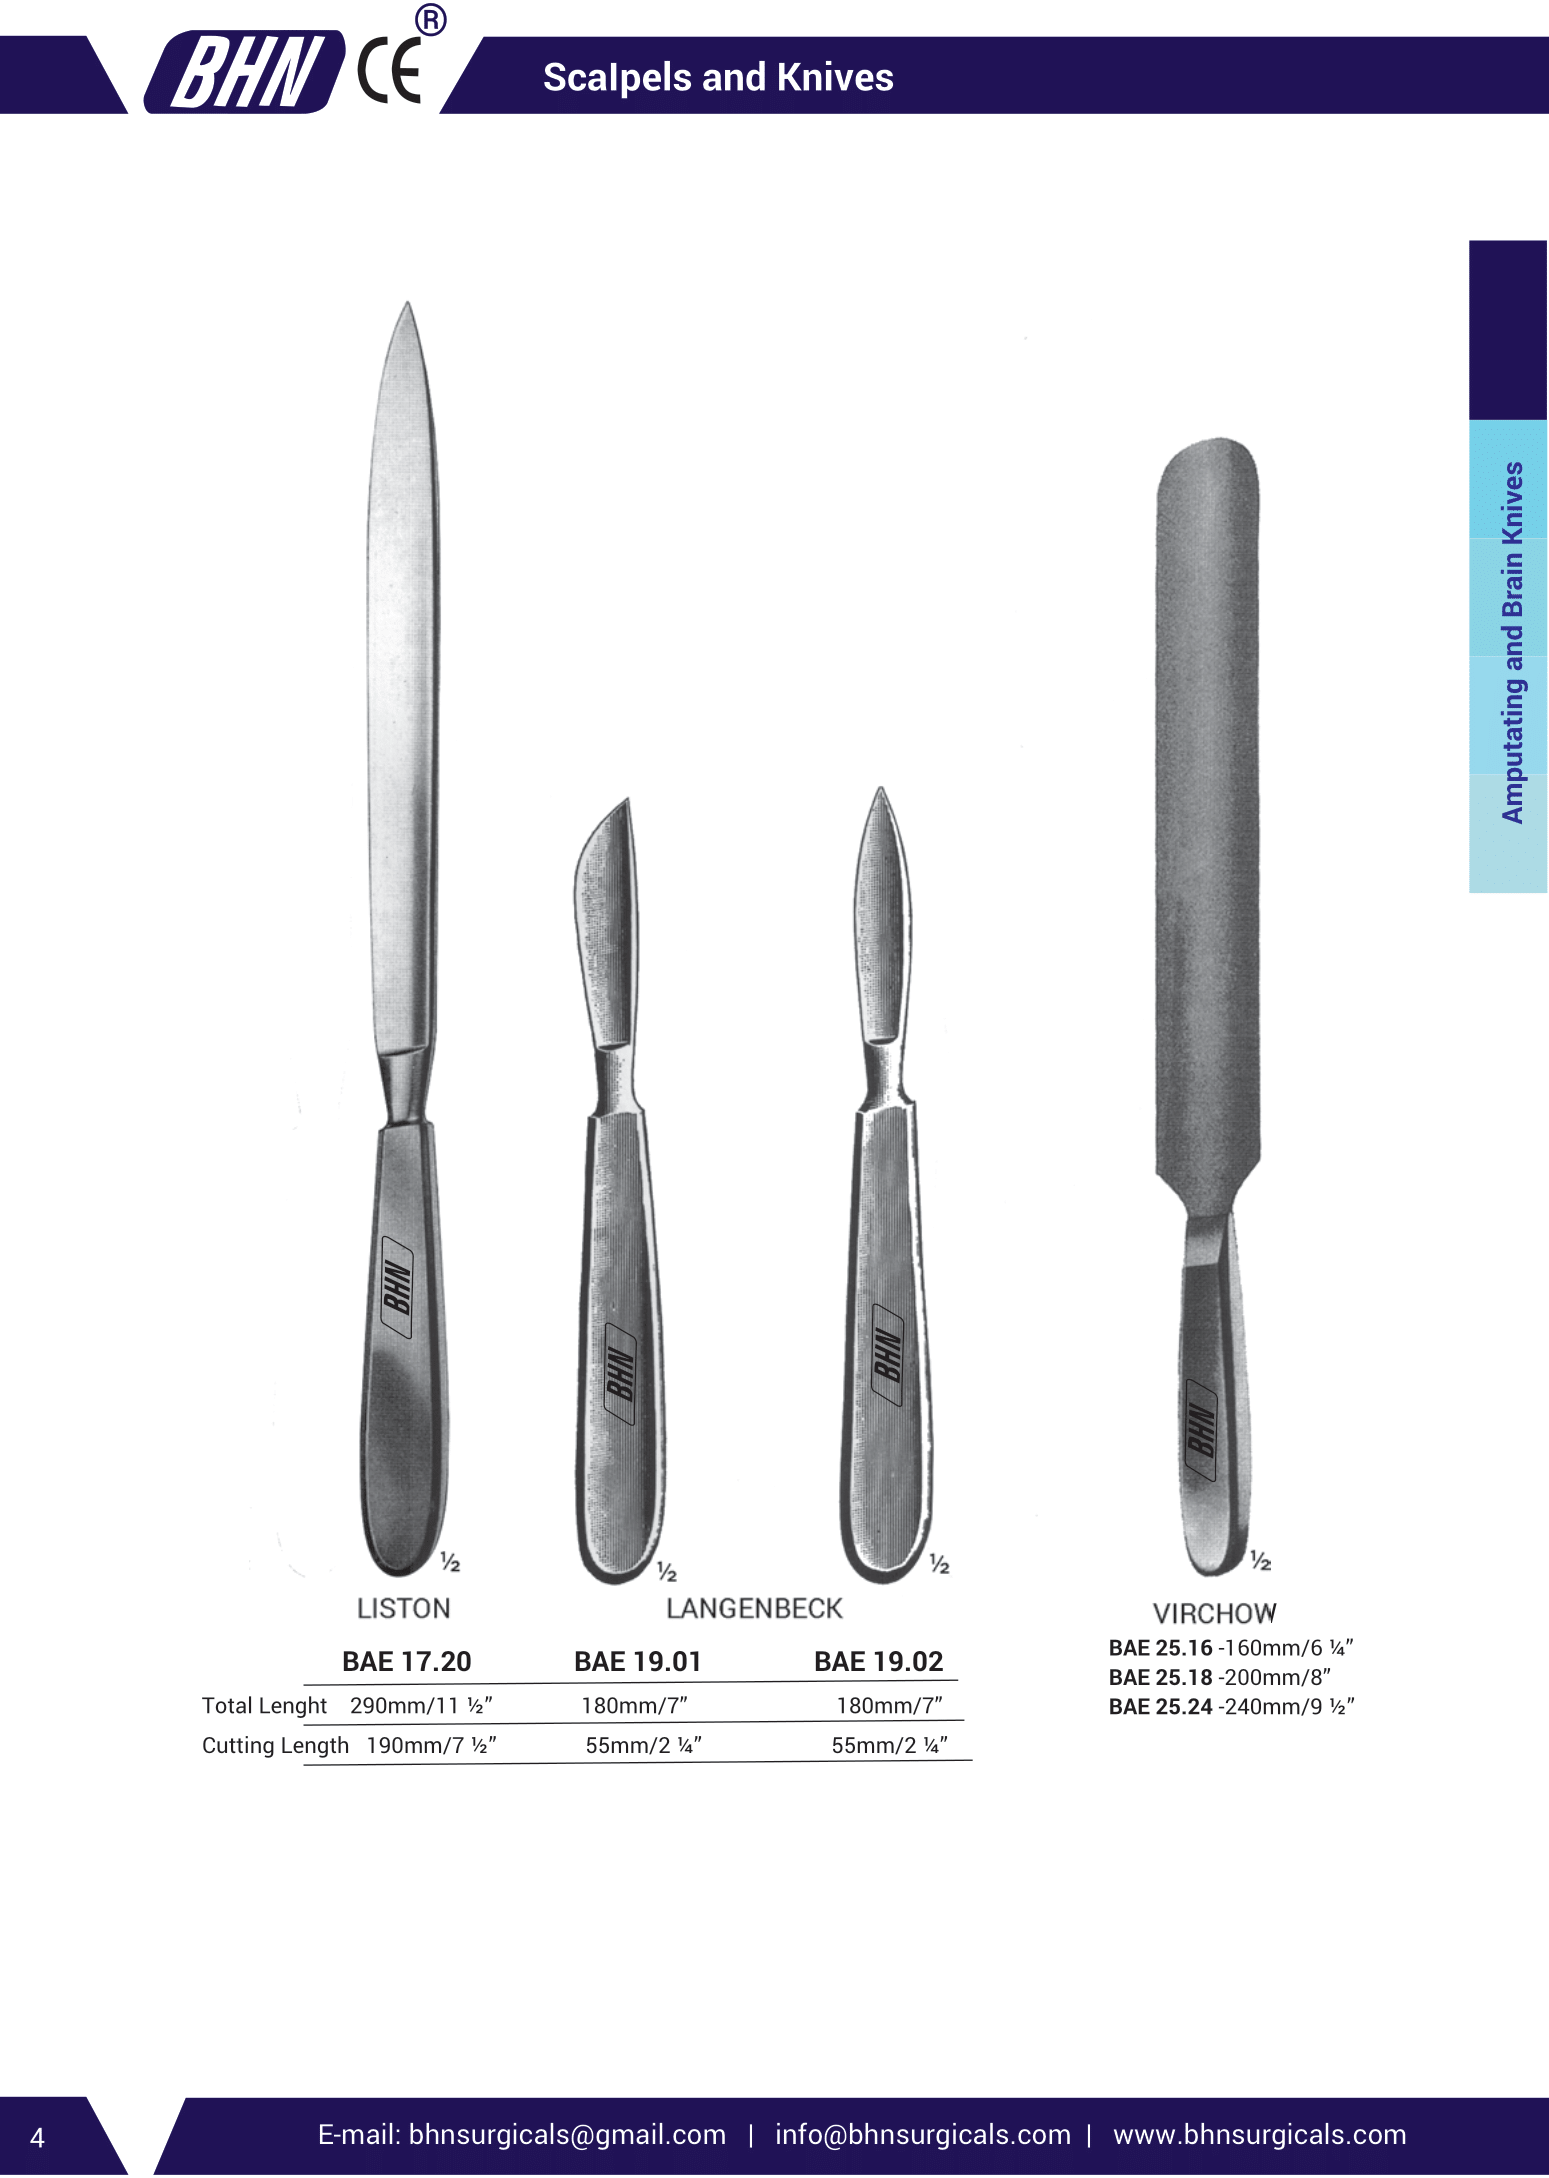 BHN CE ®
Scalpels and Knives
Amputating and Brain Knives
BHN
BHN
BHN
BHN
½
½
½
½
LISTON
LANGENBECK
VIRCHOW
BAE 17.20 BAE 19.01 BAE 19.02
Total Lenght 290mm/11 ½” 180mm/7” 180mm/7”
Cutting Length 190mm/7 ½” 55mm/2 ¼” 55mm/2 ¼”
BAE 25.16 -160mm/6 ¼”
BAE 25.18 -200mm/8”
BAE 25.24 -240mm/9 ½”
4
E-mail: bhnsurgicals@gmail.com | info@bhnsurgicals.com | www.bhnsurgicals.com